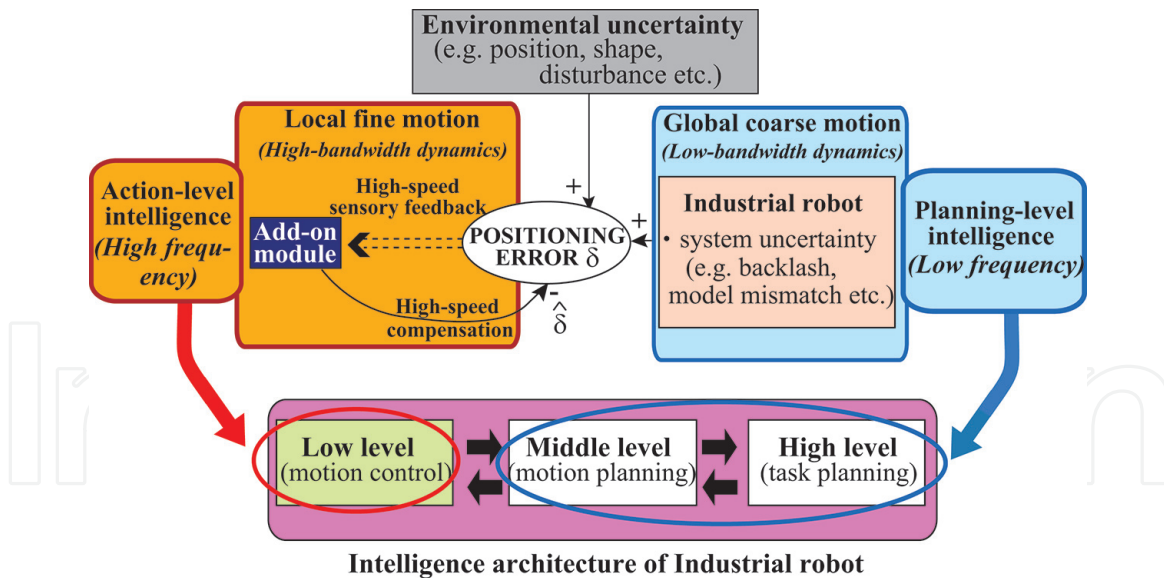 Environmental uncertainty
(e.g. position, shape,
disturbance etc.)
Local fine motion
(High-bandwidth dynamics)
Global coarse motion
(Low-bandwidth dynamics)
Action-level
intelligence
(High frequ-
ency)
High-speed
sensory feedback
Add-on
module
High-speed
compensation
+
+
POSITIONING
ERROR δ
-
δ̂
Industrial robot
· system uncertainty
(e.g. backlash,
model mismatch etc.)
Planning-level
intelligence
(Low frequency)
Low level
(motion control)
Middle level
(motion planning)
High level
(task planning)
Intelligence architecture of Industrial robot